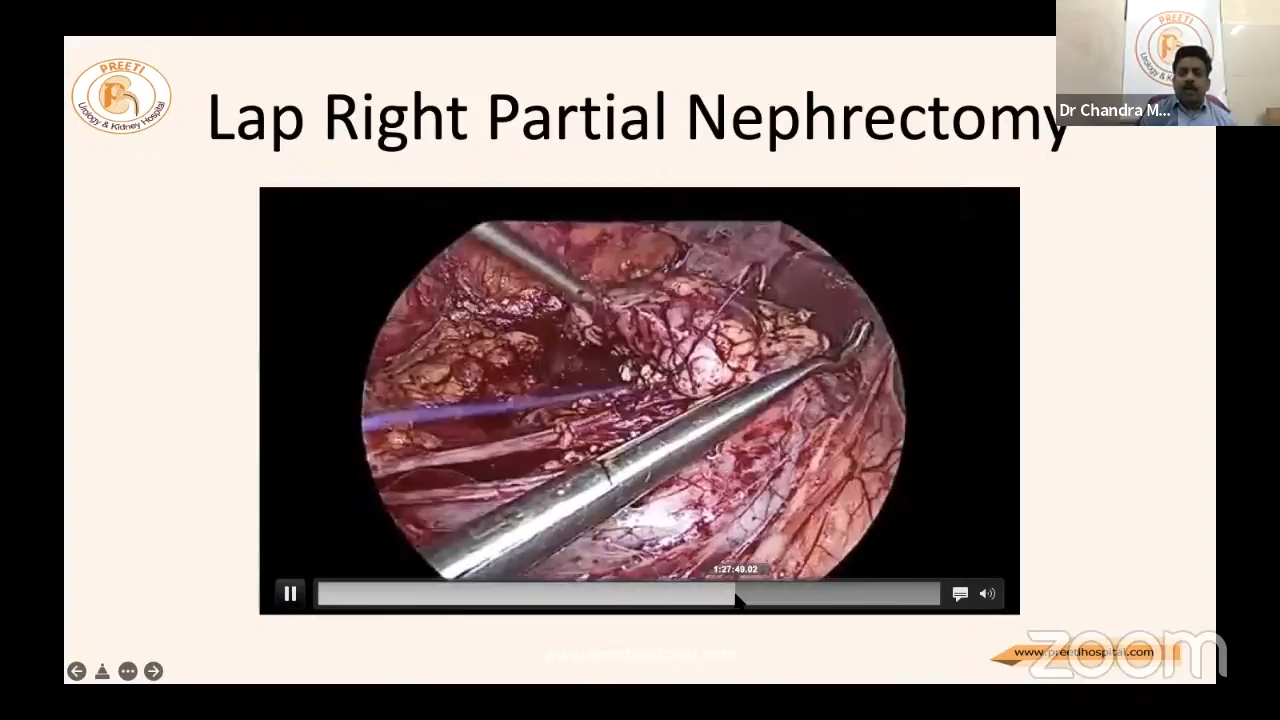 PREETI
Urology & Kidney Hospital
Lap Right Partial Nephrectomy
Dr Chandra M...
1:27:49.02
www.preetihospital.com
zoom